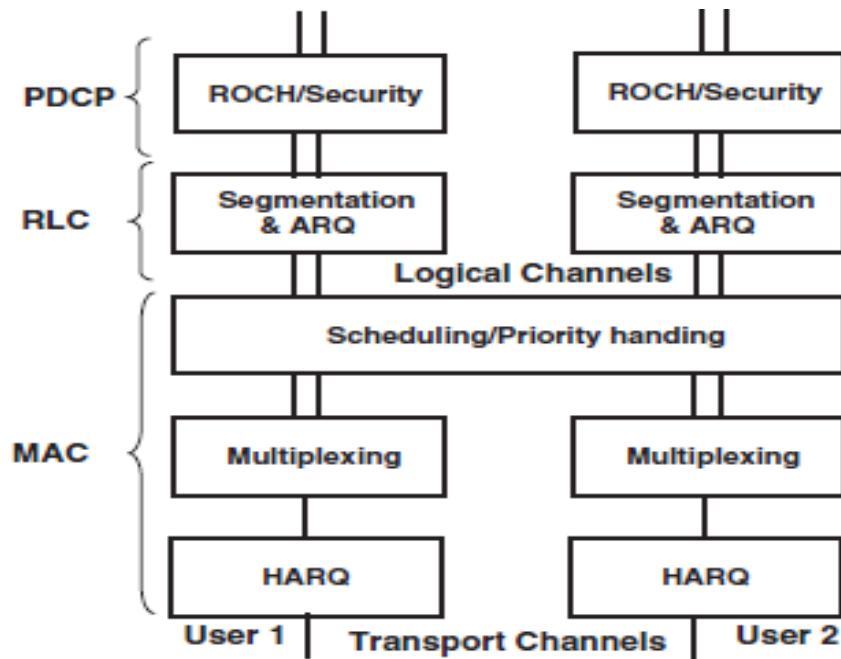 PDCP
ROCH/Security
ROCH/Security
RLC
Segmentation
& ARQ
Segmentation
& ARQ
Logical Channels
Scheduling/Priority handing
MAC
Multiplexing
Multiplexing
HARQ
HARQ
User 1
Transport Channels
User 2